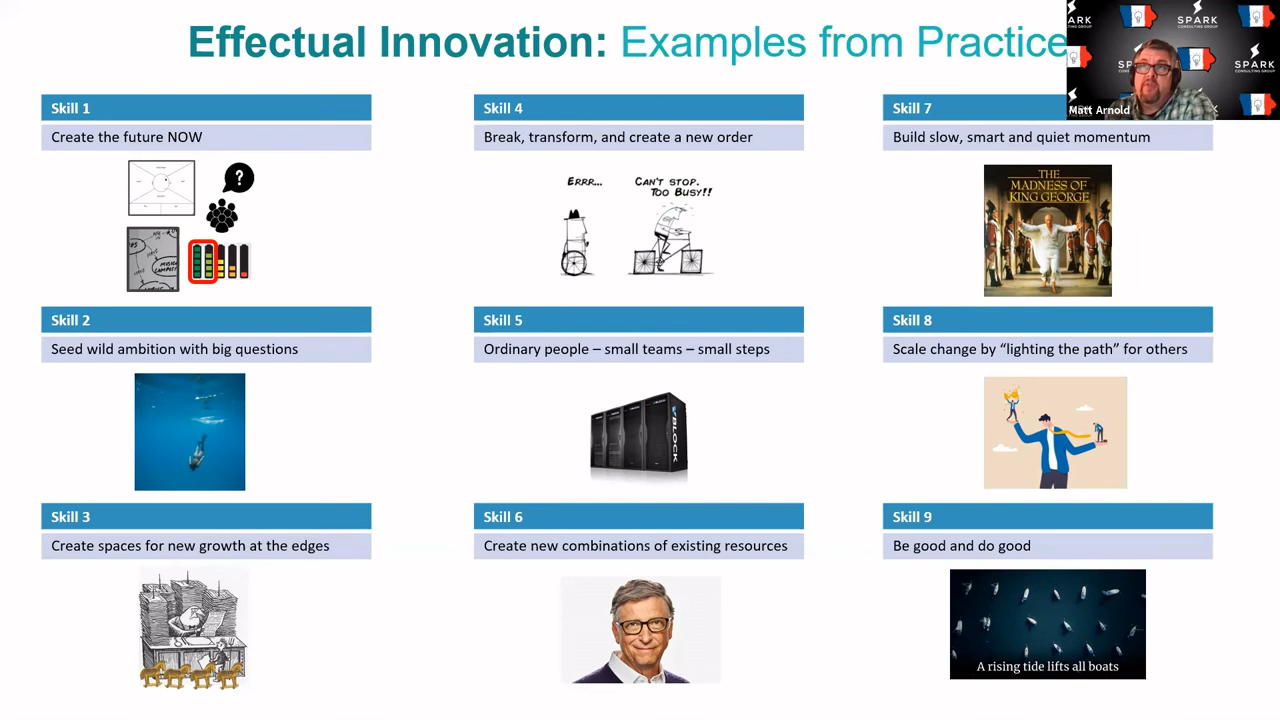 Effectual Innovation: Examples from Practice
SPARK
CONSULTING GROUP
SPARK
CONSULTING GROUP
Matt Arnold
Skill 1
Create the future NOW
?
Skill 4
Break, transform, and create a new order
ERRR...
CAN'T STOP.
TOO BUSY!!
Skill 7
Build slow, smart and quiet momentum
THE
MADNESS OF
KING GEORGE
Skill 2
Seed wild ambition with big questions
Skill 5
Ordinary people – small teams – small steps
VBLOCK
Skill 8
Scale change by “lighting the path” for others
Skill 3
Create spaces for new growth at the edges
Skill 6
Create new combinations of existing resources
Skill 9
Be good and do good
A rising tide lifts all boats